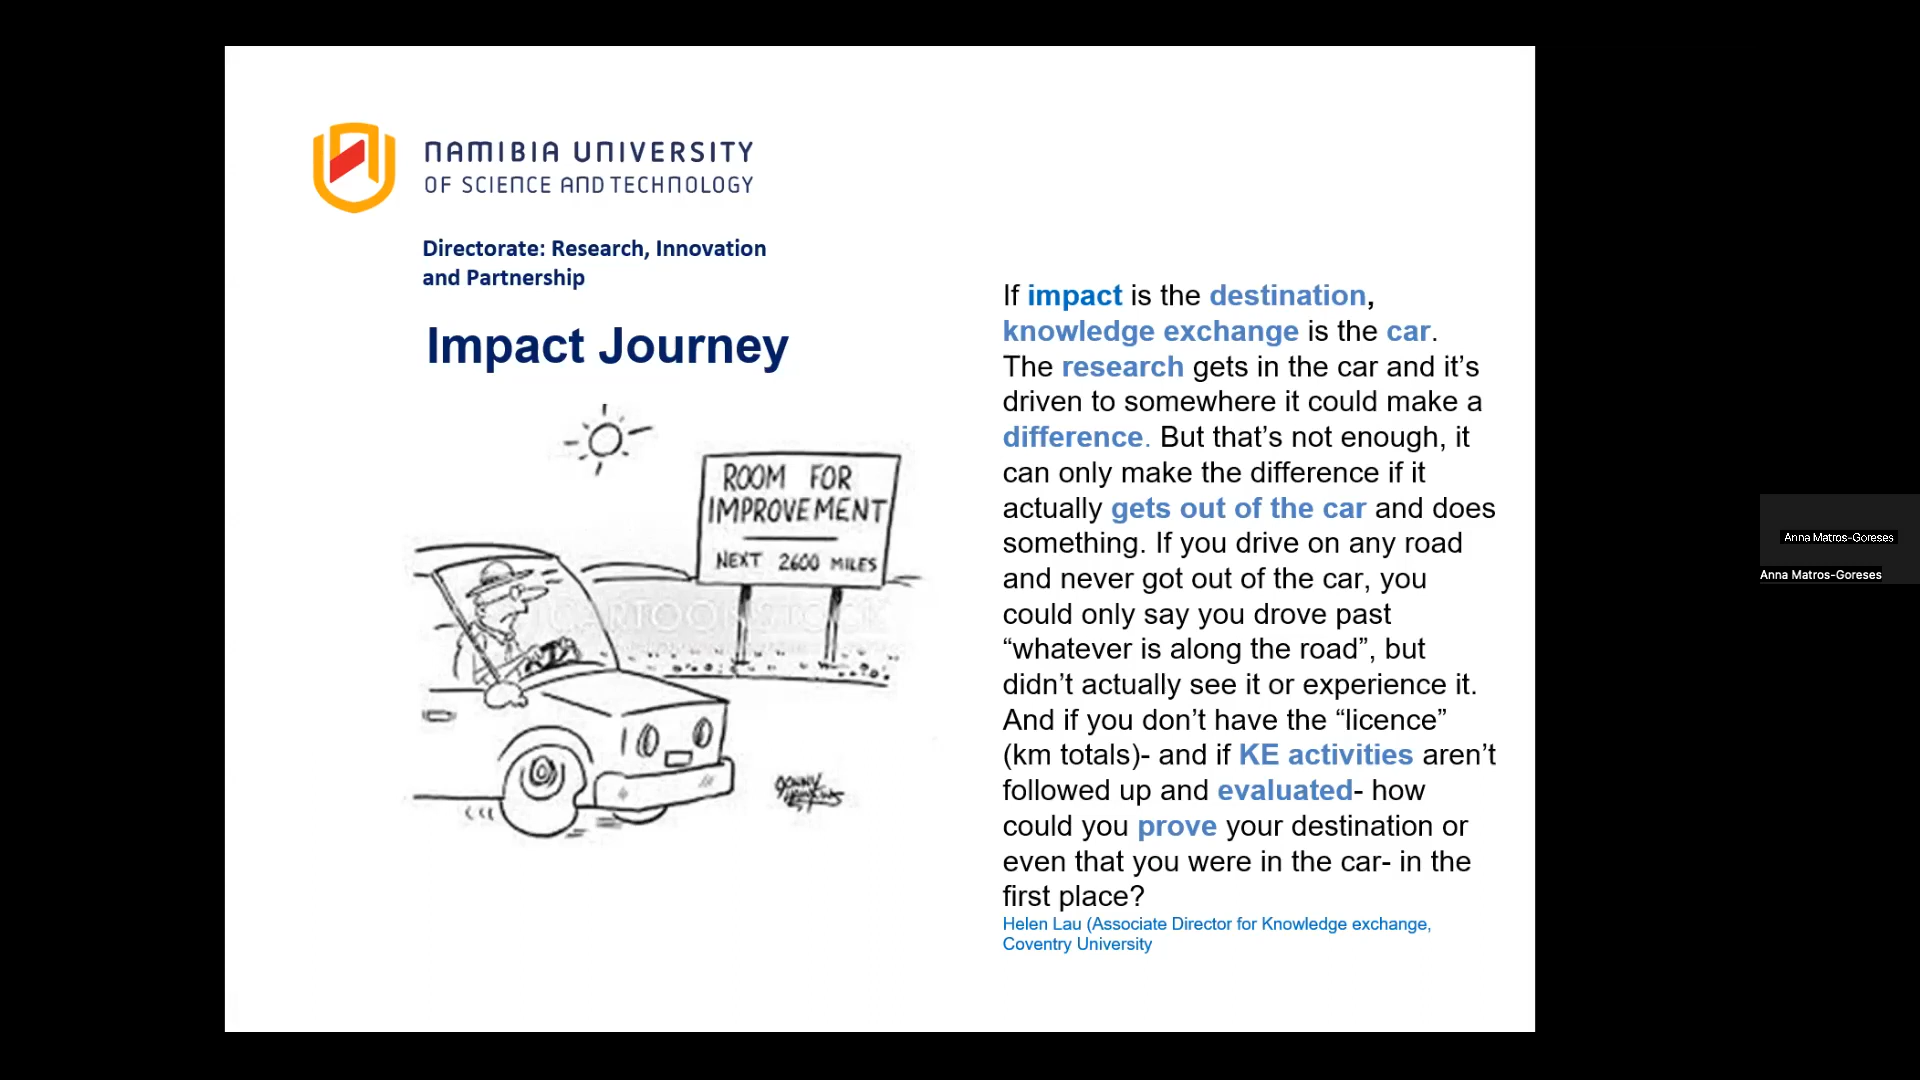 NAMIBIA UNIVERSITY
OF SCIENCE AND TECHNOLOGY
Directorate: Research, Innovation
and Partnership
Impact Journey
ROOM FOR
IMPROVEMENT
NEXT 2600 MILES
CARTOONSTOCK
If impact is the destination,
knowledge exchange is the car.
The research gets in the car and it’s
driven to somewhere it could make a
difference. But that’s not enough, it
can only make the difference if it
actually gets out of the car and does
something. If you drive on any road
and never got out of the car, you
could only say you drove past
“whatever is along the road”, but
didn’t actually see it or experience it.
And if you don’t have the “licence”
(km totals)- and if KE activities aren’t
followed up and evaluated- how
could you prove your destination or
even that you were in the car- in the
first place?
Helen Lau (Associate Director for Knowledge exchange,
Coventry University
Anna Matros-Goreses
Anna Matros-Goreses